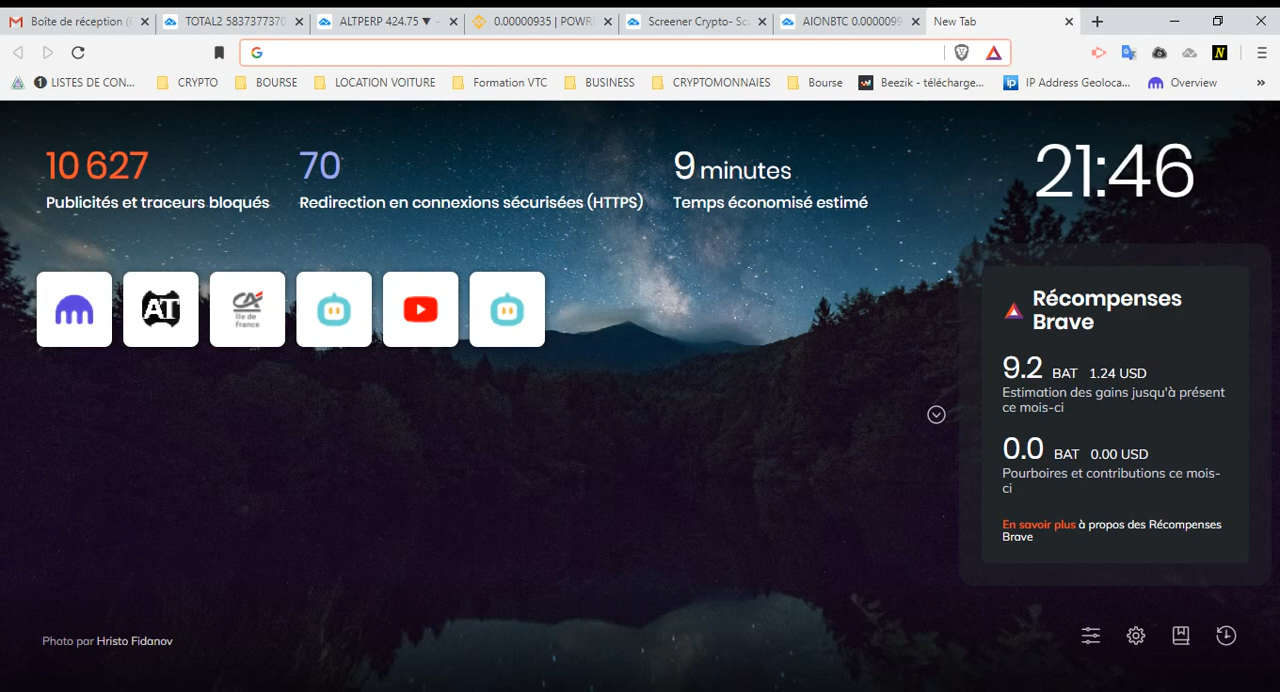 Boîte de réception (
TOTAL2 5837377370
ALTPERP 424.75 ▼ -
0.00000935 | POWR
Screener Crypto- Sc
AIONBTC 0.0000099
New Tab
1 LISTES DE CON...
CRYPTO
BOURSE
LOCATION VOITURE
Formation VTC
BUSINESS
CRYPTOMONNAIES
Bourse
Beezik - télécharge...
ip
IP Address Geoloca...
Overview
»
10 627
Publicités et traceurs bloqués
70
Redirection en connexions sécurisées (HTTPS)
9 minutes
Temps économisé estimé
21:46
AT
CA
île de
france
Récompenses
Brave
9.2 BAT 1.24 USD
Estimation des gains jusqu'à présent
ce mois-ci
0.0 BAT 0.00 USD
Pourboires et contributions ce mois-
ci
En savoir plus à propos des Récompenses
Brave
Photo par Hristo Fidanov